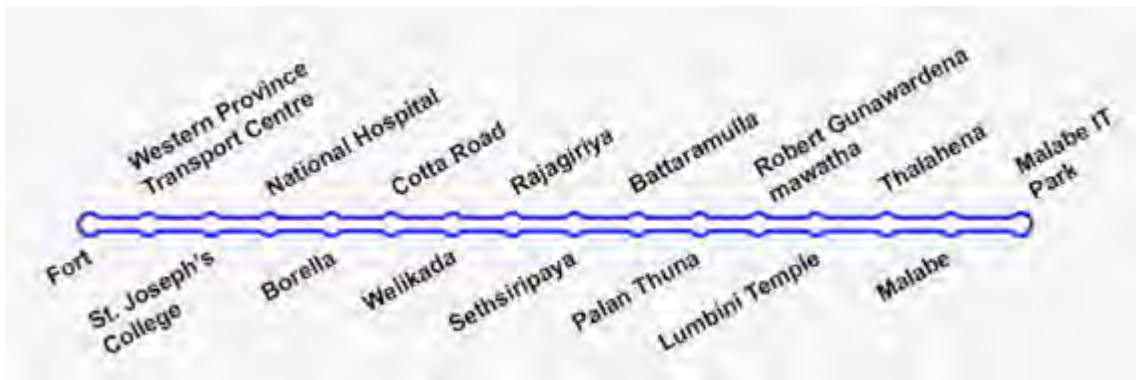 Western Province
Transport Centre
National Hospital
Cotta Road
Rajagiriya
Battaramulla
Robert Gunawardena
mawatha
Thalahena
Malabe IT
Park
Fort
St. Joseph's
College
Borella
Welikada
Sethsiripaya
Palan Thuna
Lumbini Temple
Malabe